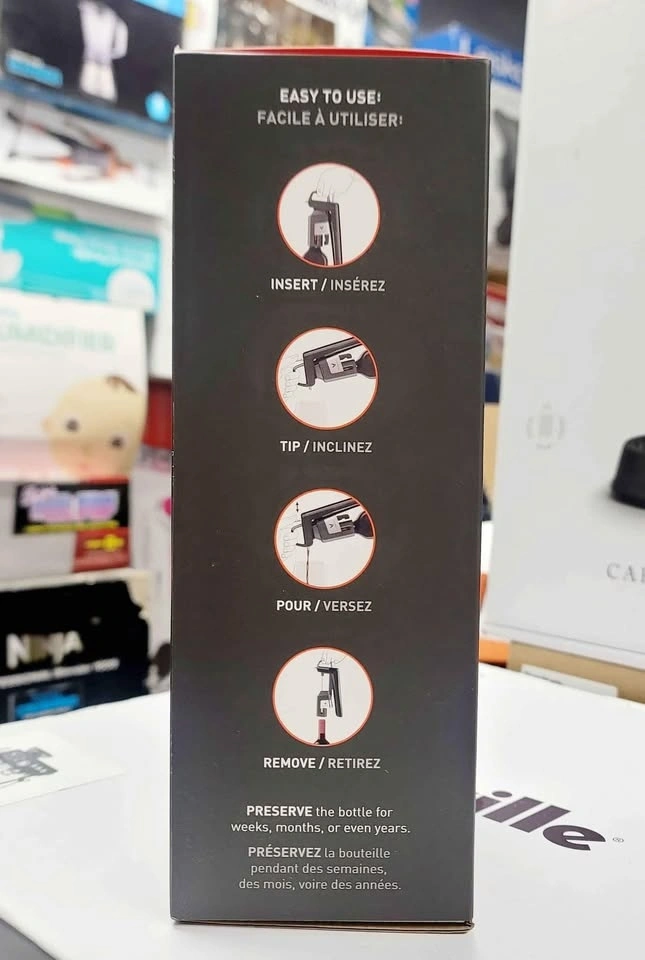 EASY TO USE:
FACILE À UTILISER:
INSERT / INSÉREZ
TIP / INCLINEZ
POUR / VERSEZ
REMOVE / RETIREZ
PRESERVE the bottle for
weeks, months, or even years.
PRÉSERVEZ la bouteille
pendant des semaines,
des mois, voire des années.
NINJA
ille®